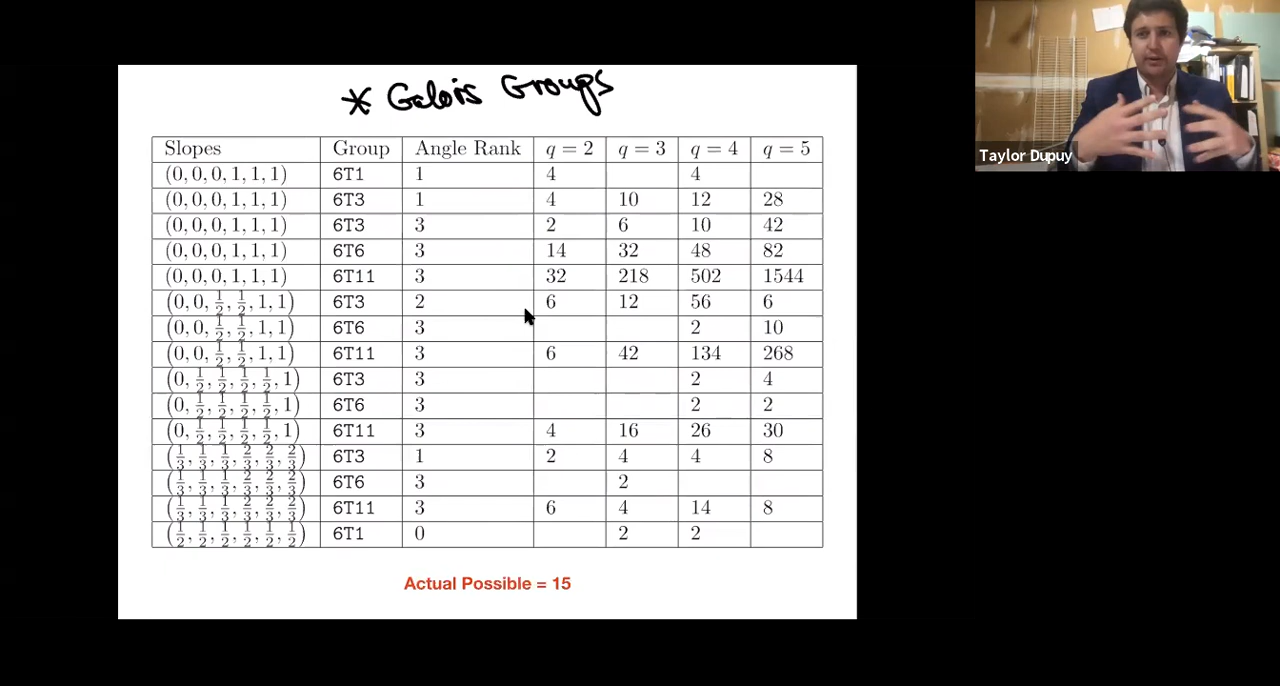 * Galois Groups
Slopes Group Angle Rank q = 2 q = 3 q = 4 q = 5
(0, 0, 0, 1, 1, 1) 6T1 1 4 4
(0, 0, 0, 1, 1, 1) 6T3 1 4 10 12 28
(0, 0, 0, 1, 1, 1) 6T3 3 2 6 10 42
(0, 0, 0, 1, 1, 1) 6T6 3 14 32 48 82
(0, 0, 0, 1, 1, 1) 6T11 3 32 218 502 1544
(0, 0, 1/2, 1/2, 1, 1) 6T3 2 6 12 56 6
(0, 0, 1/2, 1/2, 1, 1) 6T6 3 2 10
(0, 0, 1/2, 1/2, 1, 1) 6T11 3 6 42 134 268
(0, 1/2, 1/2, 1/2, 1/2, 1) 6T3 3 2 4
(0, 1/2, 1/2, 1/2, 1/2, 1) 6T6 3 2 2
(0, 1/2, 1/2, 1/2, 1/2, 1) 6T11 3 4 16 26 30
(1/3, 1/3, 1/3, 2/3, 2/3, 2/3) 6T3 1 2 4 4 8
(1/3, 1/3, 1/3, 2/3, 2/3, 2/3) 6T6 3 2
(1/3, 1/3, 1/3, 2/3, 2/3, 2/3) 6T11 3 6 4 14 8
(1/2, 1/2, 1/2, 1/2, 1/2, 1/2) 6T1 0 2 2
Actual Possible = 15
Taylor Dupuy